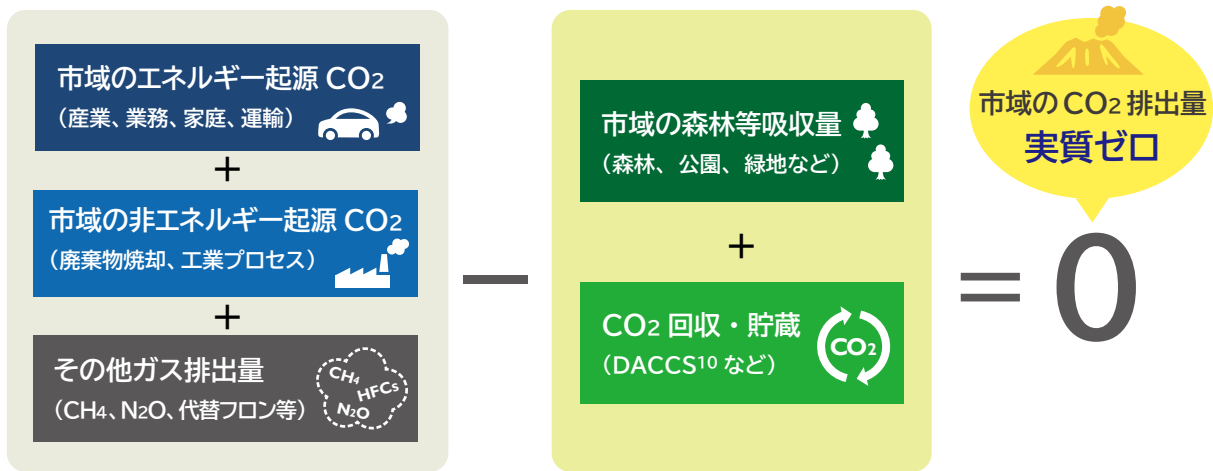 市域のエネルギー起源 CO2
（産業、業務、家庭、運輸）
+
市域の非エネルギー起源 CO2
（廃棄物焼却、工業プロセス）
+
その他ガス排出量
（CH4、N2O、代替フロン等）
CH4
HFCs
N2O
−
市域の森林等吸収量
（森林、公園、緑地など）
+
CO2 回収・貯蔵
（DACCS10 など）
CO2
=
市域の CO2 排出量
実質ゼロ
0